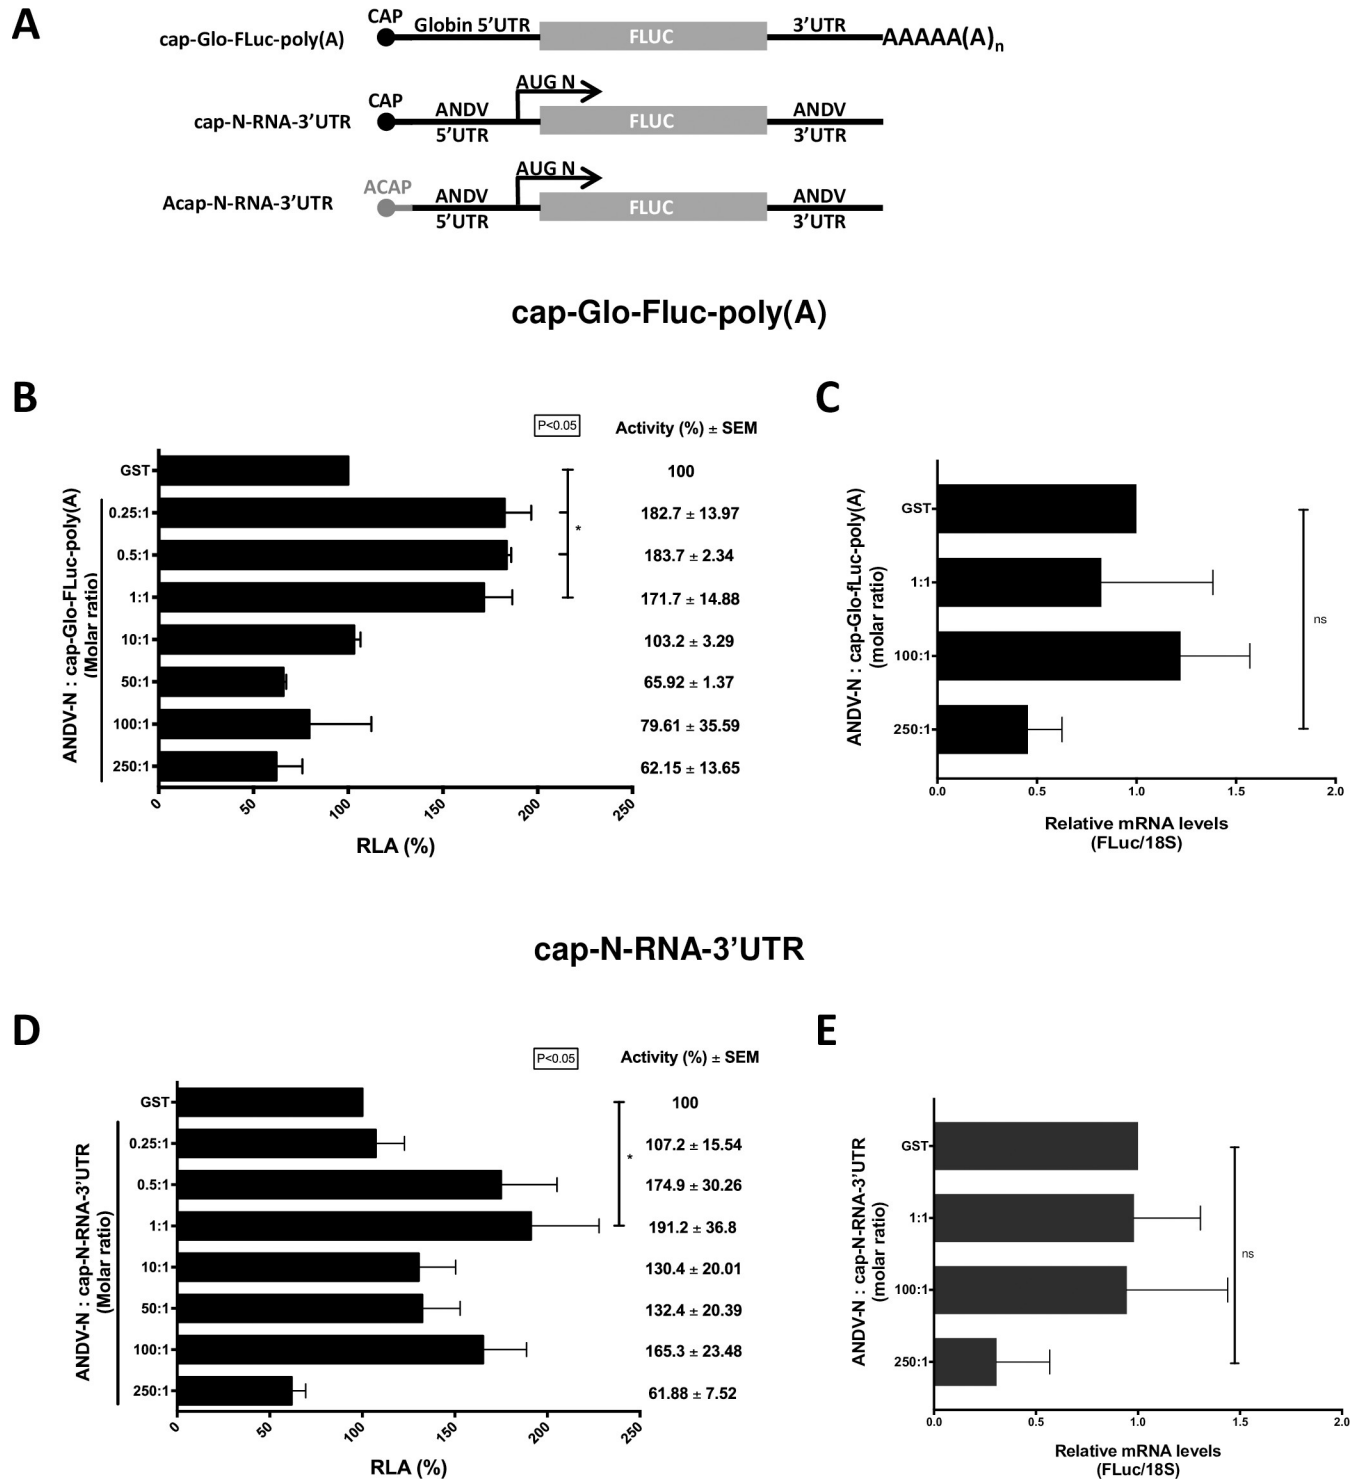 A
cap-Glo-FLuc-poly(A)
CAP
Globin 5’UTR
FLUC
3’UTR
AAAAA(A)n
cap-N-RNA-3’UTR
CAP
ANDV
5’UTR
AUG N
FLUC
ANDV
3’UTR
Acap-N-RNA-3’UTR
ACAP
ANDV
5’UTR
AUG N
FLUC
ANDV
3’UTR
cap-Glo-Fluc-poly(A)
B
P<0.05
Activity (%) ± SEM
ANDV-N : cap-Glo-FLuc-poly(A)
(Molar ratio)
GST 100
0.25:1 182.7 ± 13.97
*
0.5:1 183.7 ± 2.34
1:1 171.7 ± 14.88
10:1 103.2 ± 3.29
50:1 65.92 ± 1.37
100:1 79.61 ± 35.59
250:1 62.15 ± 13.65
0 50 100 150 200 250
RLA (%)
C
ANDV-N : cap-Glo-fLuc-poly(A)
(molar ratio)
GST
1:1
100:1
250:1
ns
0.0 0.5 1.0 1.5 2.0
Relative mRNA levels
(FLuc/18S)
cap-N-RNA-3’UTR
D
P<0.05
Activity (%) ± SEM
ANDV-N : cap-N-RNA-3’UTR
(Molar ratio)
GST 100
0.25:1 107.2 ± 15.54
*
0.5:1 174.9 ± 30.26
1:1 191.2 ± 36.8
10:1 130.4 ± 20.01
50:1 132.4 ± 20.39
100:1 165.3 ± 23.48
250:1 61.88 ± 7.52
0 50 100 150 200 250
RLA (%)
E
ANDV-N : cap-N-RNA-3’UTR
(molar ratio)
GST
1:1
100:1
250:1
ns
0.0 0.5 1.0 1.5 2.0
Relative mRNA levels
(FLuc/18S)